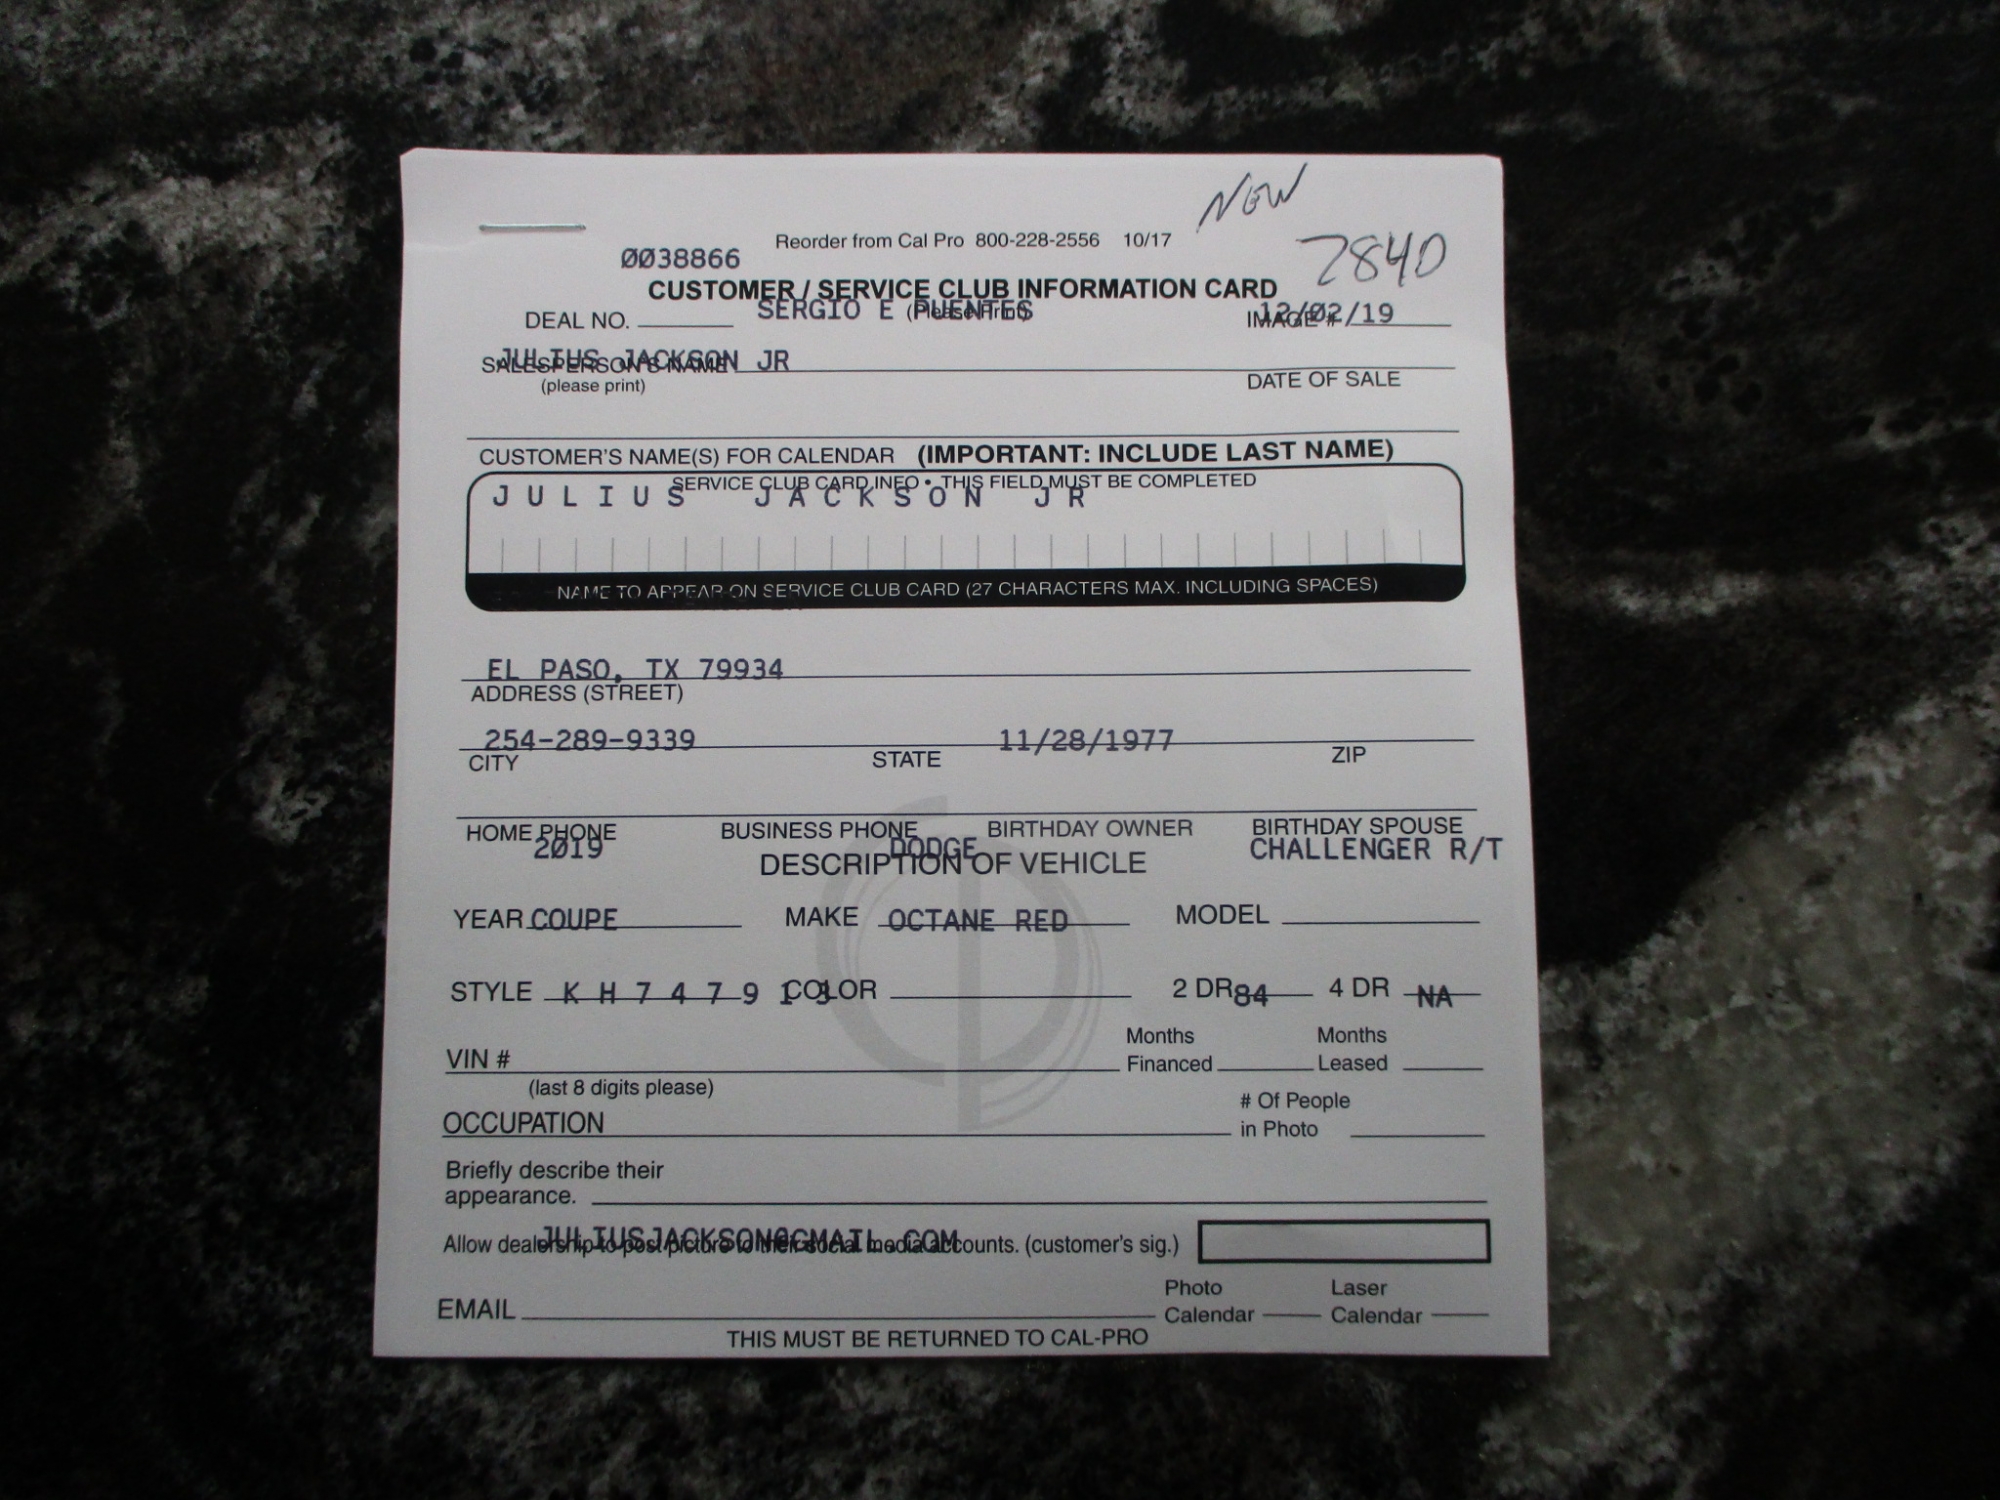 NEW
Reorder from Cal Pro 800-228-2556 10/17
0038866
7840
CUSTOMER / SERVICE CLUB INFORMATION CARD
SERGIO E PUENTES (Please Print) 12/02/19
DEAL NO. IMAGE #
JULIUS JACKSON JR
SALESPERSON'S NAME
(please print) DATE OF SALE
CUSTOMER'S NAME(S) FOR CALENDAR (IMPORTANT: INCLUDE LAST NAME)
SERVICE CLUB CARD INFO • THIS FIELD MUST BE COMPLETED
JULIUS JACKSON JR
NAME TO APPEAR ON SERVICE CLUB CARD (27 CHARACTERS MAX. INCLUDING SPACES)
EL PASO, TX 79934
ADDRESS (STREET)
254-289-9339 11/28/1977
CITY STATE ZIP
HOME PHONE BUSINESS PHONE BIRTHDAY OWNER BIRTHDAY SPOUSE
2019 DODGE CHALLENGER R/T
DESCRIPTION OF VEHICLE
YEAR COUPE MAKE OCTANE RED MODEL
STYLE KH747913 COLOR 2 DR 84 4 DR NA
Months Months
VIN # Financed Leased
(last 8 digits please)
# Of People
OCCUPATION in Photo
Briefly describe their
appearance.
JULIUSJACKSON@GMAIL.COM
Allow dealership to post picture to their social media accounts. (customer's sig.)
Photo Laser
EMAIL Calendar Calendar
THIS MUST BE RETURNED TO CAL-PRO